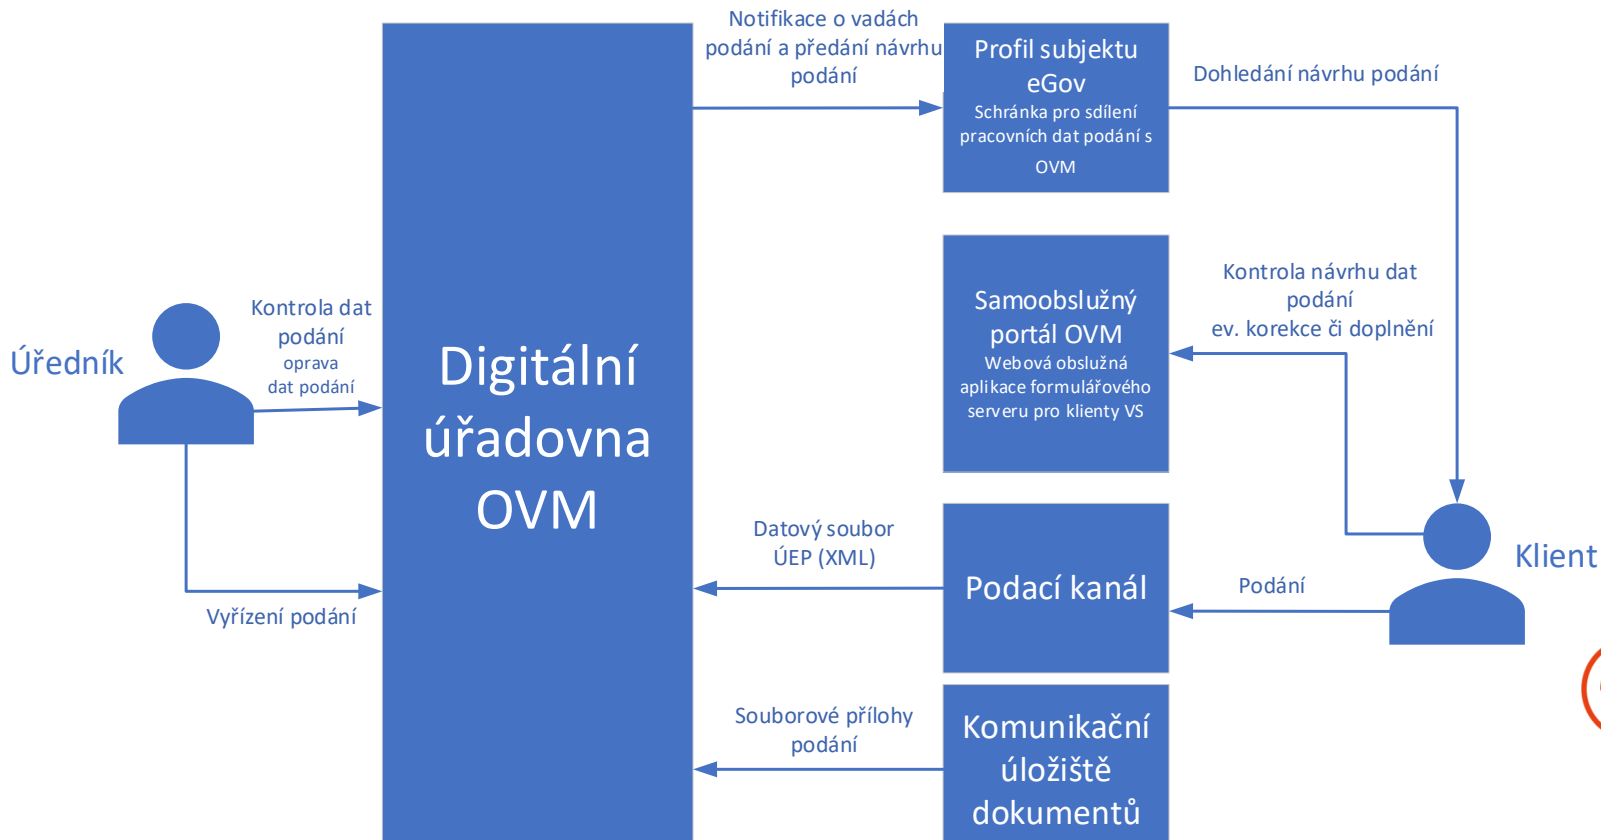 Notifikace o vadách
podání a předání návrhu
podání
Profil subjektu
eGov
Schránka pro sdílení
pracovních dat podání s
OVM
Dohledání návrhu podání
Samoobslužný
portál OVM
Webová obslužná
aplikace formulářového
serveru pro klienty VS
Kontrola návrhu dat
podání
ev. korekce či doplnění
Kontrola dat
podání
oprava
dat podání
Úředník
Digitální
úřadovna
OVM
Datový soubor
ÚEP (XML)
Podací kanál
Podání
Klient
Vyřízení podání
Souborové přílohy
podání
Komunikační
úložiště
dokumentů